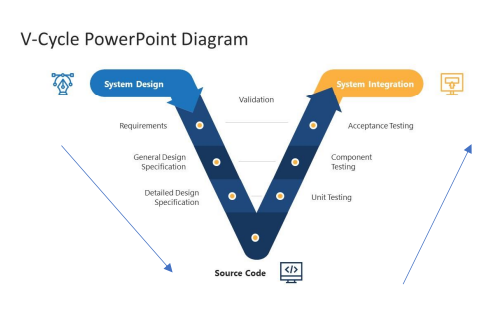 V-Cycle PowerPoint Diagram
System Design
System Integration
Validation
Requirements
Acceptance Testing
General Design
Specification
Component
Testing
Detailed Design
Specification
Unit Testing
Source Code
</>